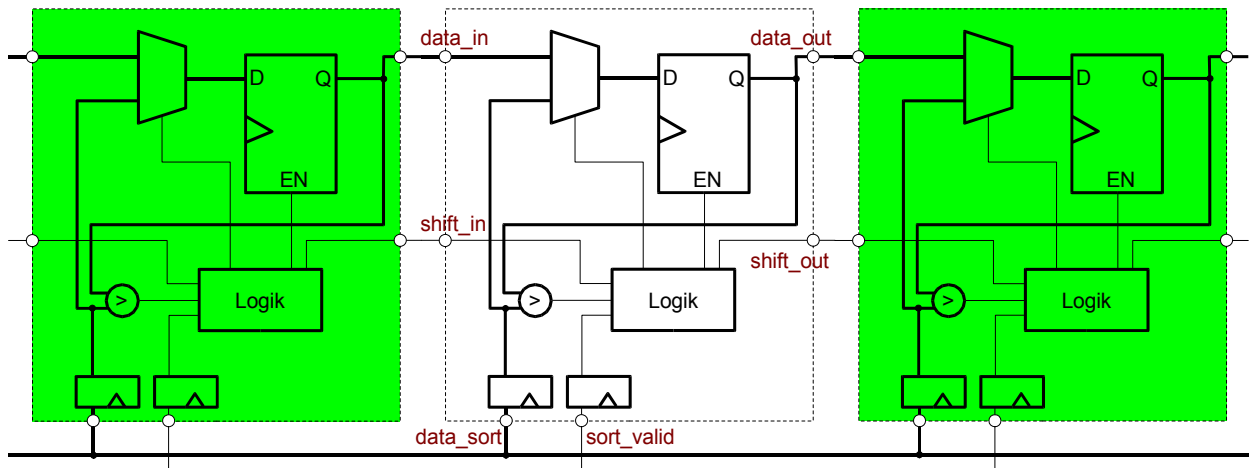 data_in
data_out
D
Q
D
Q
D
Q
EN
EN
EN
shift_in
shift_out
>
Logik
>
Logik
>
Logik
data_sort
sort_valid